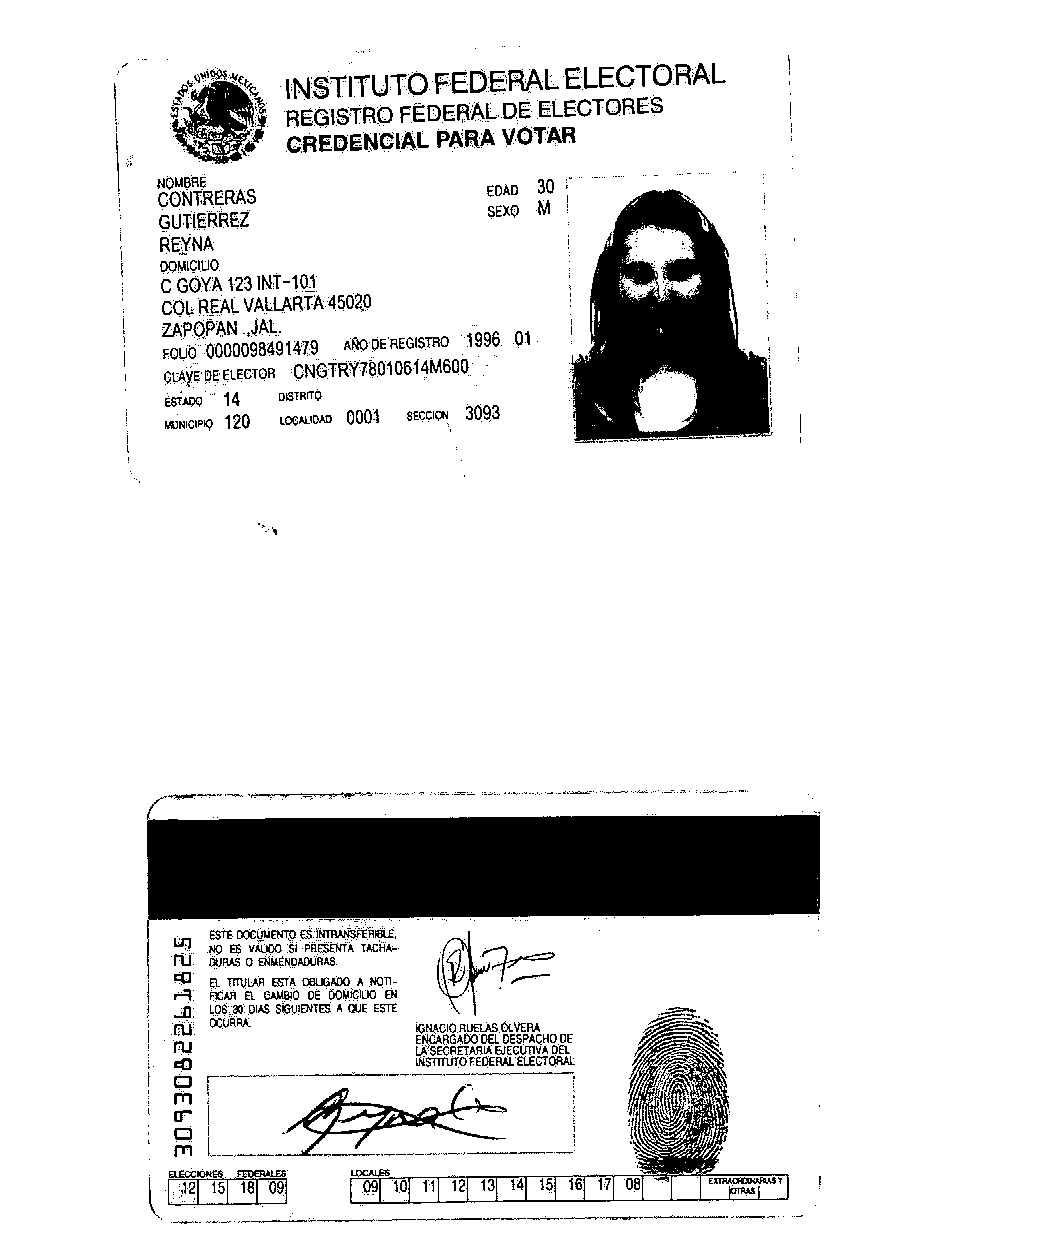 ESTADOS UNIDOS MEXICANOS
INSTITUTO FEDERAL ELECTORAL
REGISTRO FEDERAL DE ELECTORES
CREDENCIAL PARA VOTAR
NOMBRE
CONTRERAS
GUTIERREZ
REYNA
EDAD 30
SEXO M
DOMICILIO
C GOYA 123 INT-101
COL REAL VALLARTA 45020
ZAPOPAN ,JAL.
FOLIO 0000098491479 AÑO DE REGISTRO 1996 01
CLAVE DE ELECTOR CNGTRY78010614M600
ESTADO 14 DISTRITO
MUNICIPIO 120 LOCALIDAD 0001 SECCION 3093
ESTE DOCUMENTO ES INTRANSFERIBLE,
NO ES VALIDO SI PRESENTA TACHA-
DURAS O ENMENDADURAS.
EL TITULAR ESTA OBLIGADO A NOTI-
FICAR EL CAMBIO DE DOMICILIO EN
LOS 30 DIAS SIGUIENTES A QUE ESTE
OCURRA.
IGNACIO RUELAS OLVERA
ENCARGADO DEL DESPACHO DE
LA SECRETARIA EJECUTIVA DEL
INSTITUTO FEDERAL ELECTORAL
ELECCIONES FEDERALES
12 15 18 09
LOCALES
09 10 11 12 13 14 15 16 17 08
EXTRAORDINARIAS Y
OTRAS